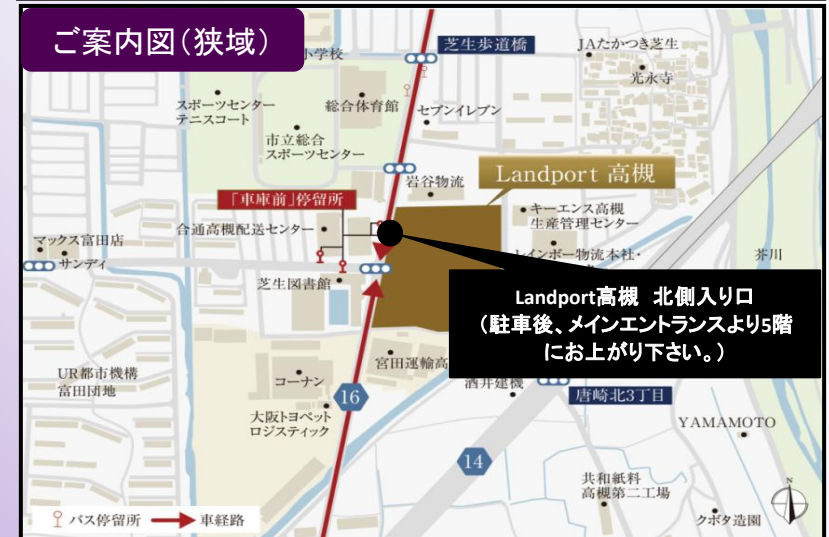 ご案内図(狭域)
小学校
芝生歩道橋
JAたかつき芝生
光永寺
スポーツセンター
テニスコート
総合体育館
セブンイレブン
市立総合
スポーツセンター
岩谷物流
Landport 高槻
「車庫前」停留所
キーエンス高槻
生産管理センター
合通高槻配送センター
マックス富田店
サンディ
レインボー物流本社・
芥川
芝生図書館
Landport高槻 北側入り口
(駐車後、メインエントランスより5階
にお上がり下さい。)
宮田運輸高
UR都市機構
富田団地
コーナン
16
酒井建機
唐崎北3丁目
大阪トヨペット
ロジスティック
YAMAMOTO
14
共和紙料
高槻第二工場
N
クボタ造園
バス停留所
車経路